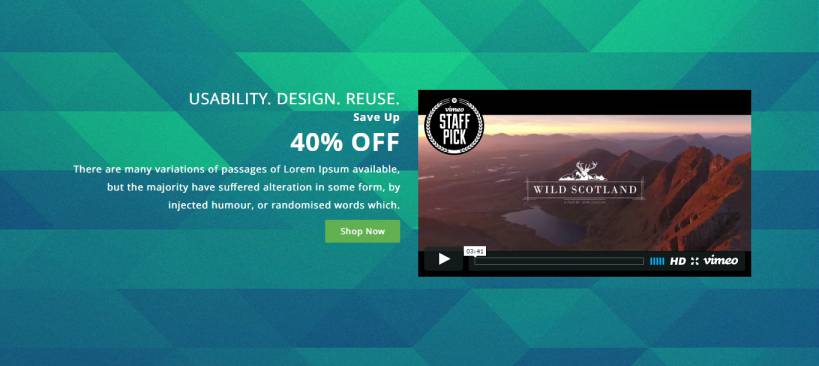 USABILITY. DESIGN. REUSE.
Save Up
40% OFF
There are many variations of passages of Lorem Ipsum available,
but the majority have suffered alteration in some form, by
injected humour, or randomised words which.
Shop Now
vimeo
STAFF
PICK
WILD SCOTLAND
03:41
HD vimeo